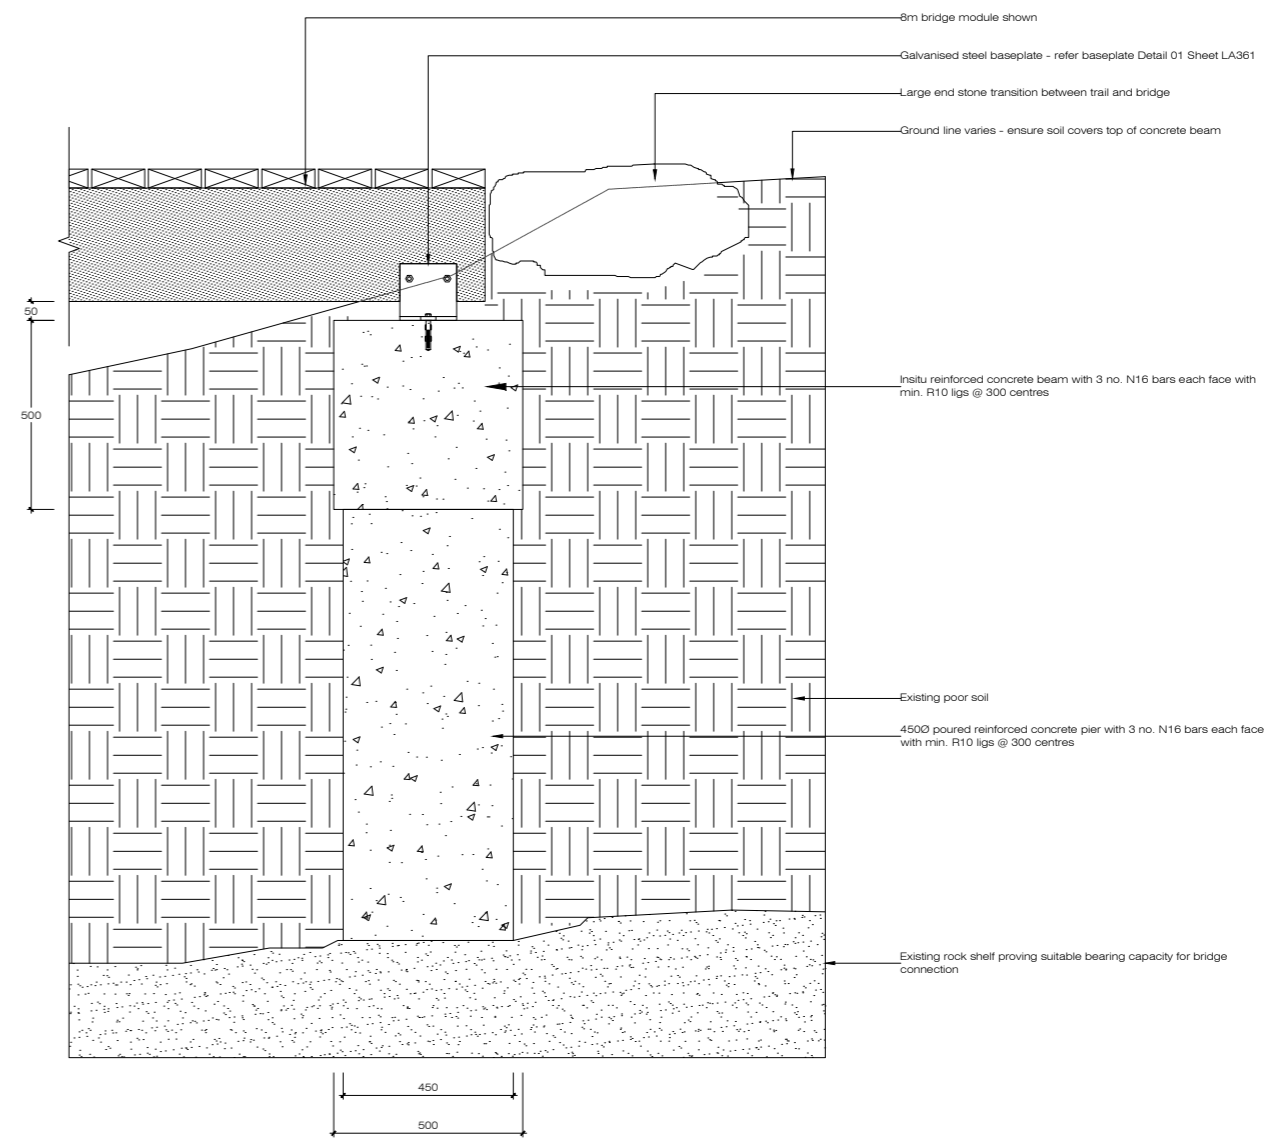 8m bridge module shown
Galvanised steel baseplate - refer baseplate Detail 01 Sheet LA361
Large end stone transition between trail and bridge
Ground line varies - ensure soil covers top of concrete beam
50
500
Insitu reinforced concrete beam with 3 no. N16 bars each face with
min. R10 ligs @ 300 centres
Existing poor soil
450Ø poured reinforced concrete pier with 3 no. N16 bars each face
with min. R10 ligs @ 300 centres
Existing rock shelf proving suitable bearing capacity for bridge
connection
450
500